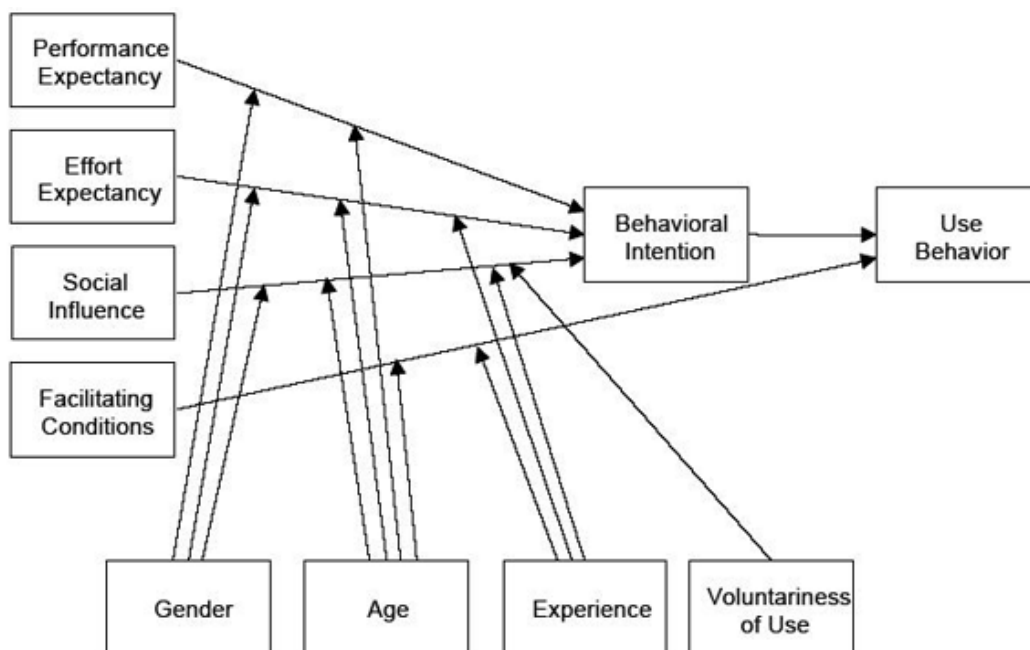 Performance
Expectancy
Effort
Expectancy
Social
Influence
Facilitating
Conditions
Behavioral
Intention
Use
Behavior
Gender
Age
Experience
Voluntariness
of Use